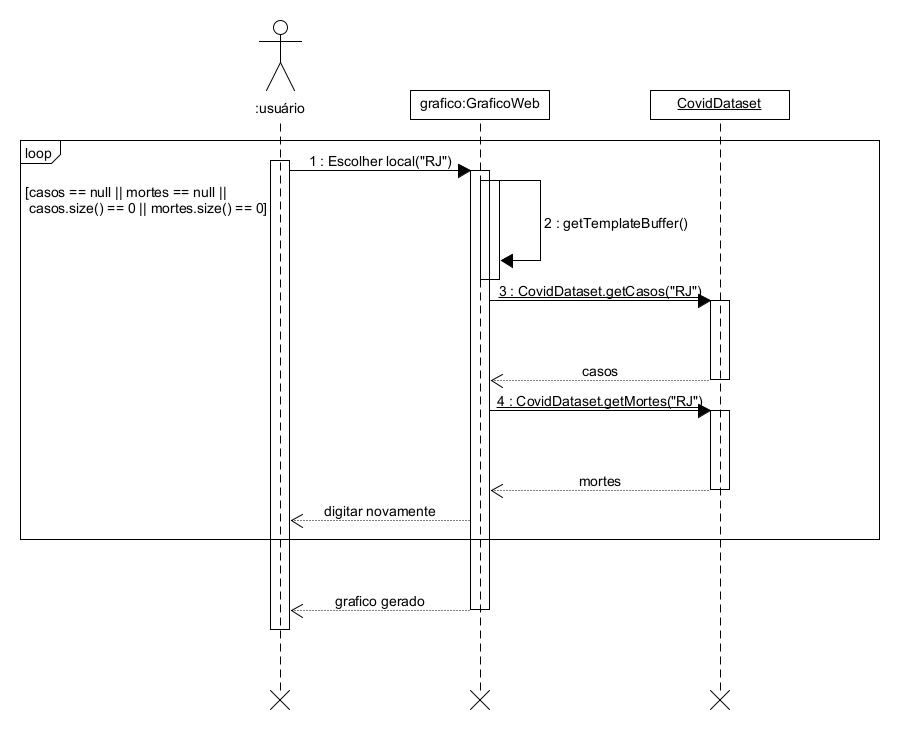 :usuário
grafico:GraficoWeb
CovidDataset
loop
[casos == null || mortes == null ||
casos.size() == 0 || mortes.size() == 0]
1 : Escolher local("RJ")
2 : getTemplateBuffer()
3 : CovidDataset.getCasos("RJ")
casos
4 : CovidDataset.getMortes("RJ")
mortes
digitar novamente
grafico gerado